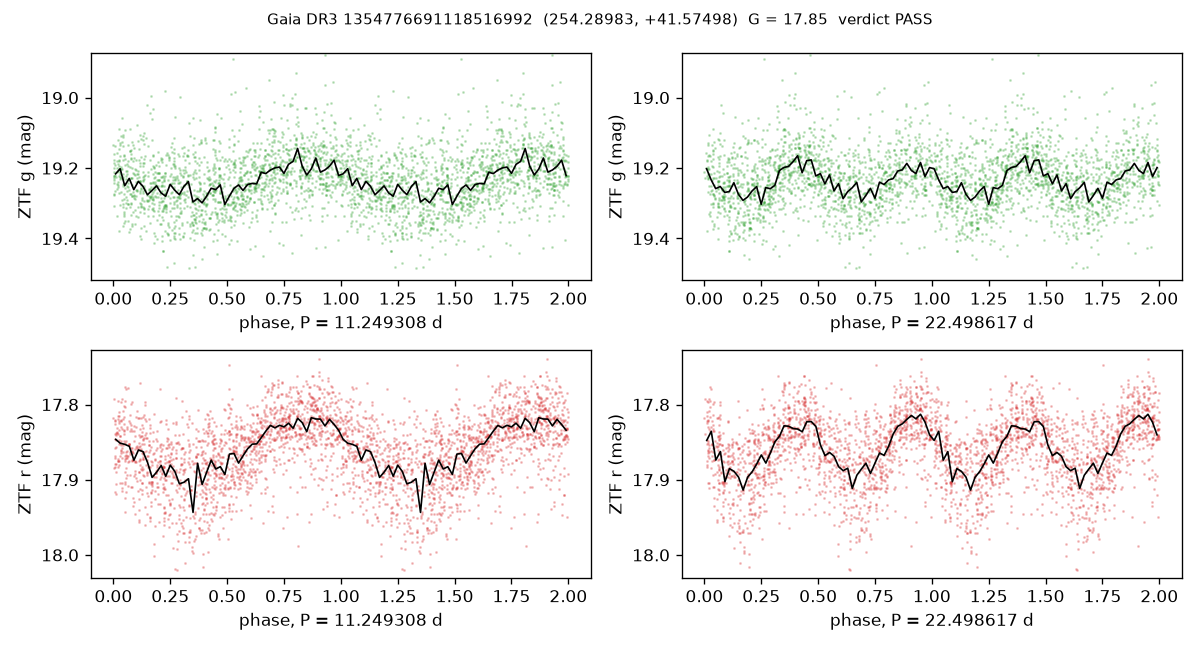 Gaia DR3 1354776691118516992 (254.28983, +41.57498) G = 17.85 verdict PASS
ZTF g (mag)
19.0
19.2
19.4
0.00 0.25 0.50 0.75 1.00 1.25 1.50 1.75 2.00
phase, P = 11.249308 d
ZTF g (mag)
19.0
19.2
19.4
0.00 0.25 0.50 0.75 1.00 1.25 1.50 1.75 2.00
phase, P = 22.498617 d
ZTF r (mag)
17.8
17.9
18.0
0.00 0.25 0.50 0.75 1.00 1.25 1.50 1.75 2.00
phase, P = 11.249308 d
ZTF r (mag)
17.8
17.9
18.0
0.00 0.25 0.50 0.75 1.00 1.25 1.50 1.75 2.00
phase, P = 22.498617 d